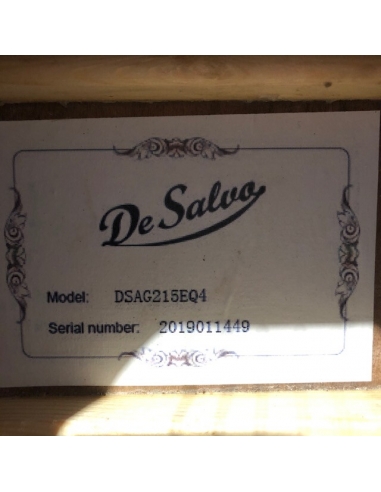 De Salvo
Model: DSAG215EQ4
Serial number: 2019011449